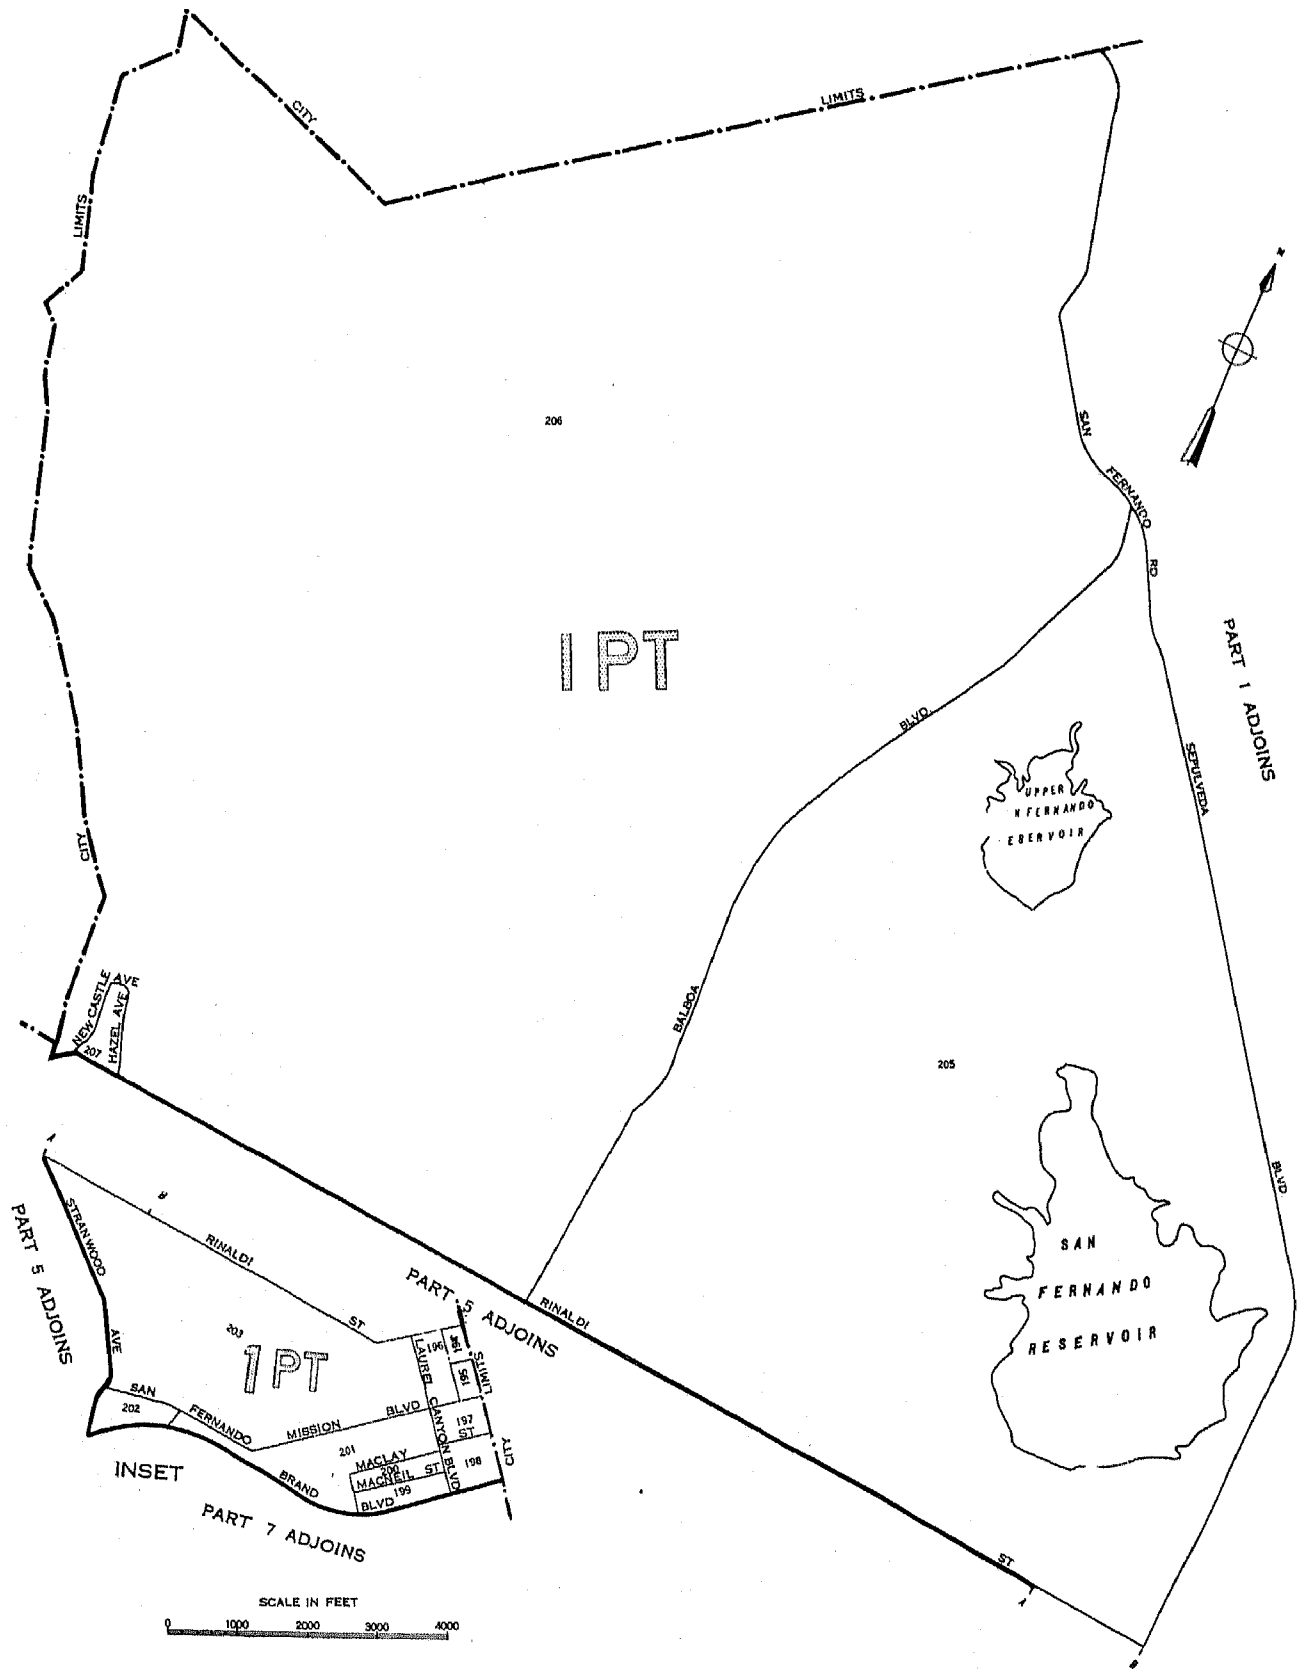 CITY
LIMITS
LIMITS
N
206
SAN
FERNANDO
RD
1 PT
PART 1 ADJOINS
BLVD.
SEPULVEDA
UPPER
N FERNANDO
ESERVOIR
CITY
NEW CASTLE AVE
HAZEL AVE
207
BALBOA
205
BLVD.
A
B
STRANWOOD
AVE
PART 5 ADJOINS
RINALDI
ST
PART 5 ADJOINS
RINALDI
SAN
FERNANDO
RESERVOIR
203
1 PT
LAUREL
CANYON
BLVD
196
194
195
LIMITS
CITY
SAN
FERNANDO
MISSION
BLVD
202
197
ST
201
MACLAY
200
MACNEIL ST
198
199
BLVD
BRAND
INSET
PART 7 ADJOINS
ST
A
B
SCALE IN FEET
0 1000 2000 3000 4000